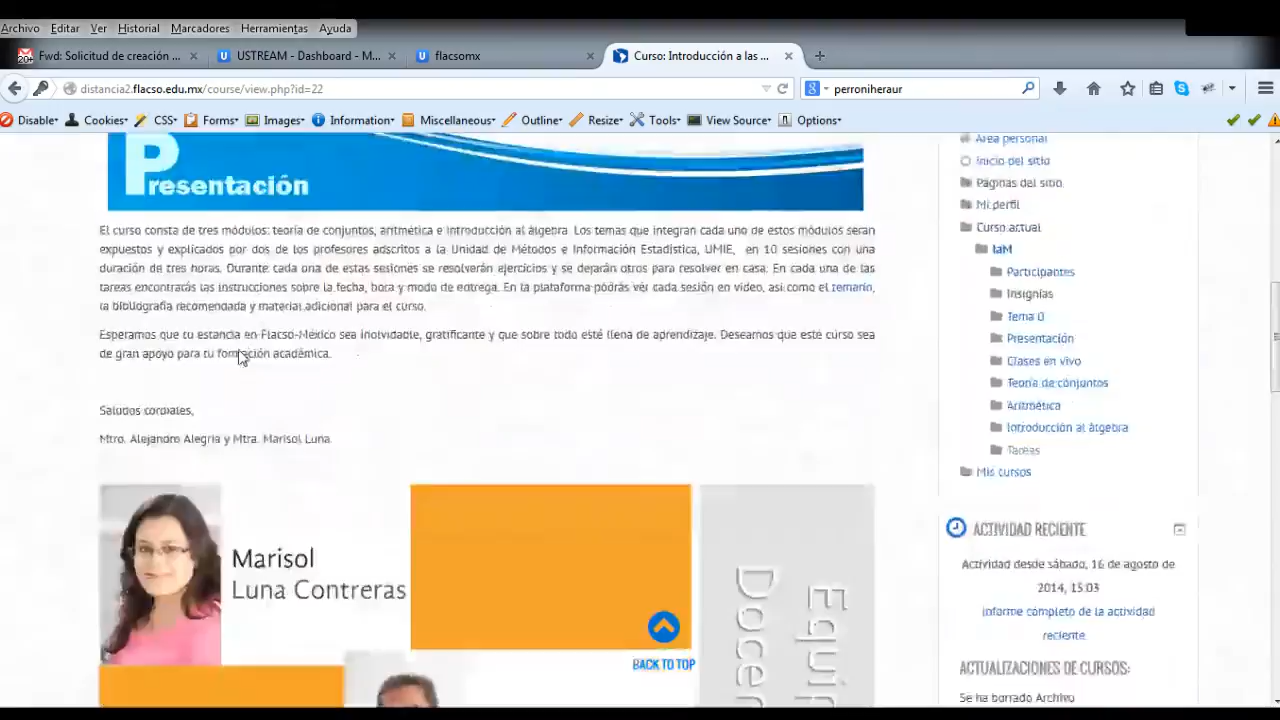 Archivo Editar Ver Historial Marcadores Herramientas Ayuda
Fwd: Solicitud de creación ... USTREAM - Dashboard - M... flacsomx Curso: Introducción a las ...
distancia2.flacso.edu.mx/course/view.php?id=22 perroniheraur
Disable Cookies CSS Forms Images Information Miscellaneous Outline Resize Tools View Source Options
Presentación
El curso consta de tres módulos: teoría de conjuntos, aritmética e introducción al álgebra. Los temas que integran cada uno de estos módulos serán
expuestos y explicados por dos de los profesores adscritos a la Unidad de Métodos e Información Estadística, UMIE, en 10 sesiones con una
duración de tres horas. Durante cada una de estas sesiones se resolverán ejercicios y se dejarán otros para resolver en casa. En cada una de las
tareas encontrarás las instrucciones sobre la fecha, hora y modo de entrega. En la plataforma podrás ver cada sesión en video, así como el temario,
la bibliografía recomendada y material adicional para el curso.
Esperamos que tu estancia en Flacso-México sea inolvidable, gratificante y que sobre todo esté llena de aprendizaje. Deseamos que este curso sea
de gran apoyo para tu formación académica.
Saludos cordiales,
Mtro. Alejandro Alegría y Mtra. Marisol Luna.
Marisol
Luna Contreras
BACK TO TOP
Área personal
Inicio del sitio
Páginas del sitio
Mi perfil
Curso actual
IaM
Participantes
Insignias
Tema 0
Presentación
Clases en vivo
Teoría de conjuntos
Aritmética
Introducción al álgebra
Tareas
Mis cursos
ACTIVIDAD RECIENTE
Actividad desde sábado, 16 de agosto de
2014, 15:03
Informe completo de la actividad
reciente
ACTUALIZACIONES DE CURSOS:
Se ha borrado Archivo